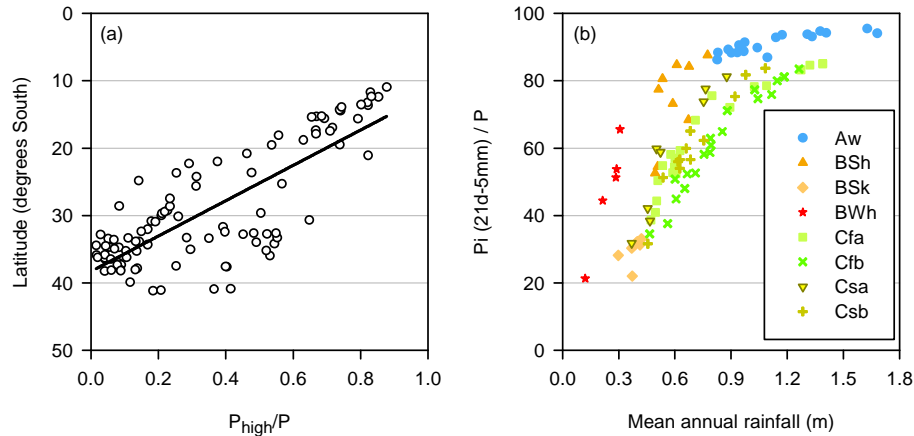 (a)
0
10
20
30
40
50
Latitude (degrees South)
0.0 0.2 0.4 0.6 0.8 1.0
P_high/P
(b)
100
80
60
40
20
0
Pi (21d-5mm) / P
Aw
BSh
BSk
BWh
Cfa
Cfb
Csa
Csb
0 0.3 0.6 0.9 1.2 1.5 1.8
Mean annual rainfall (m)